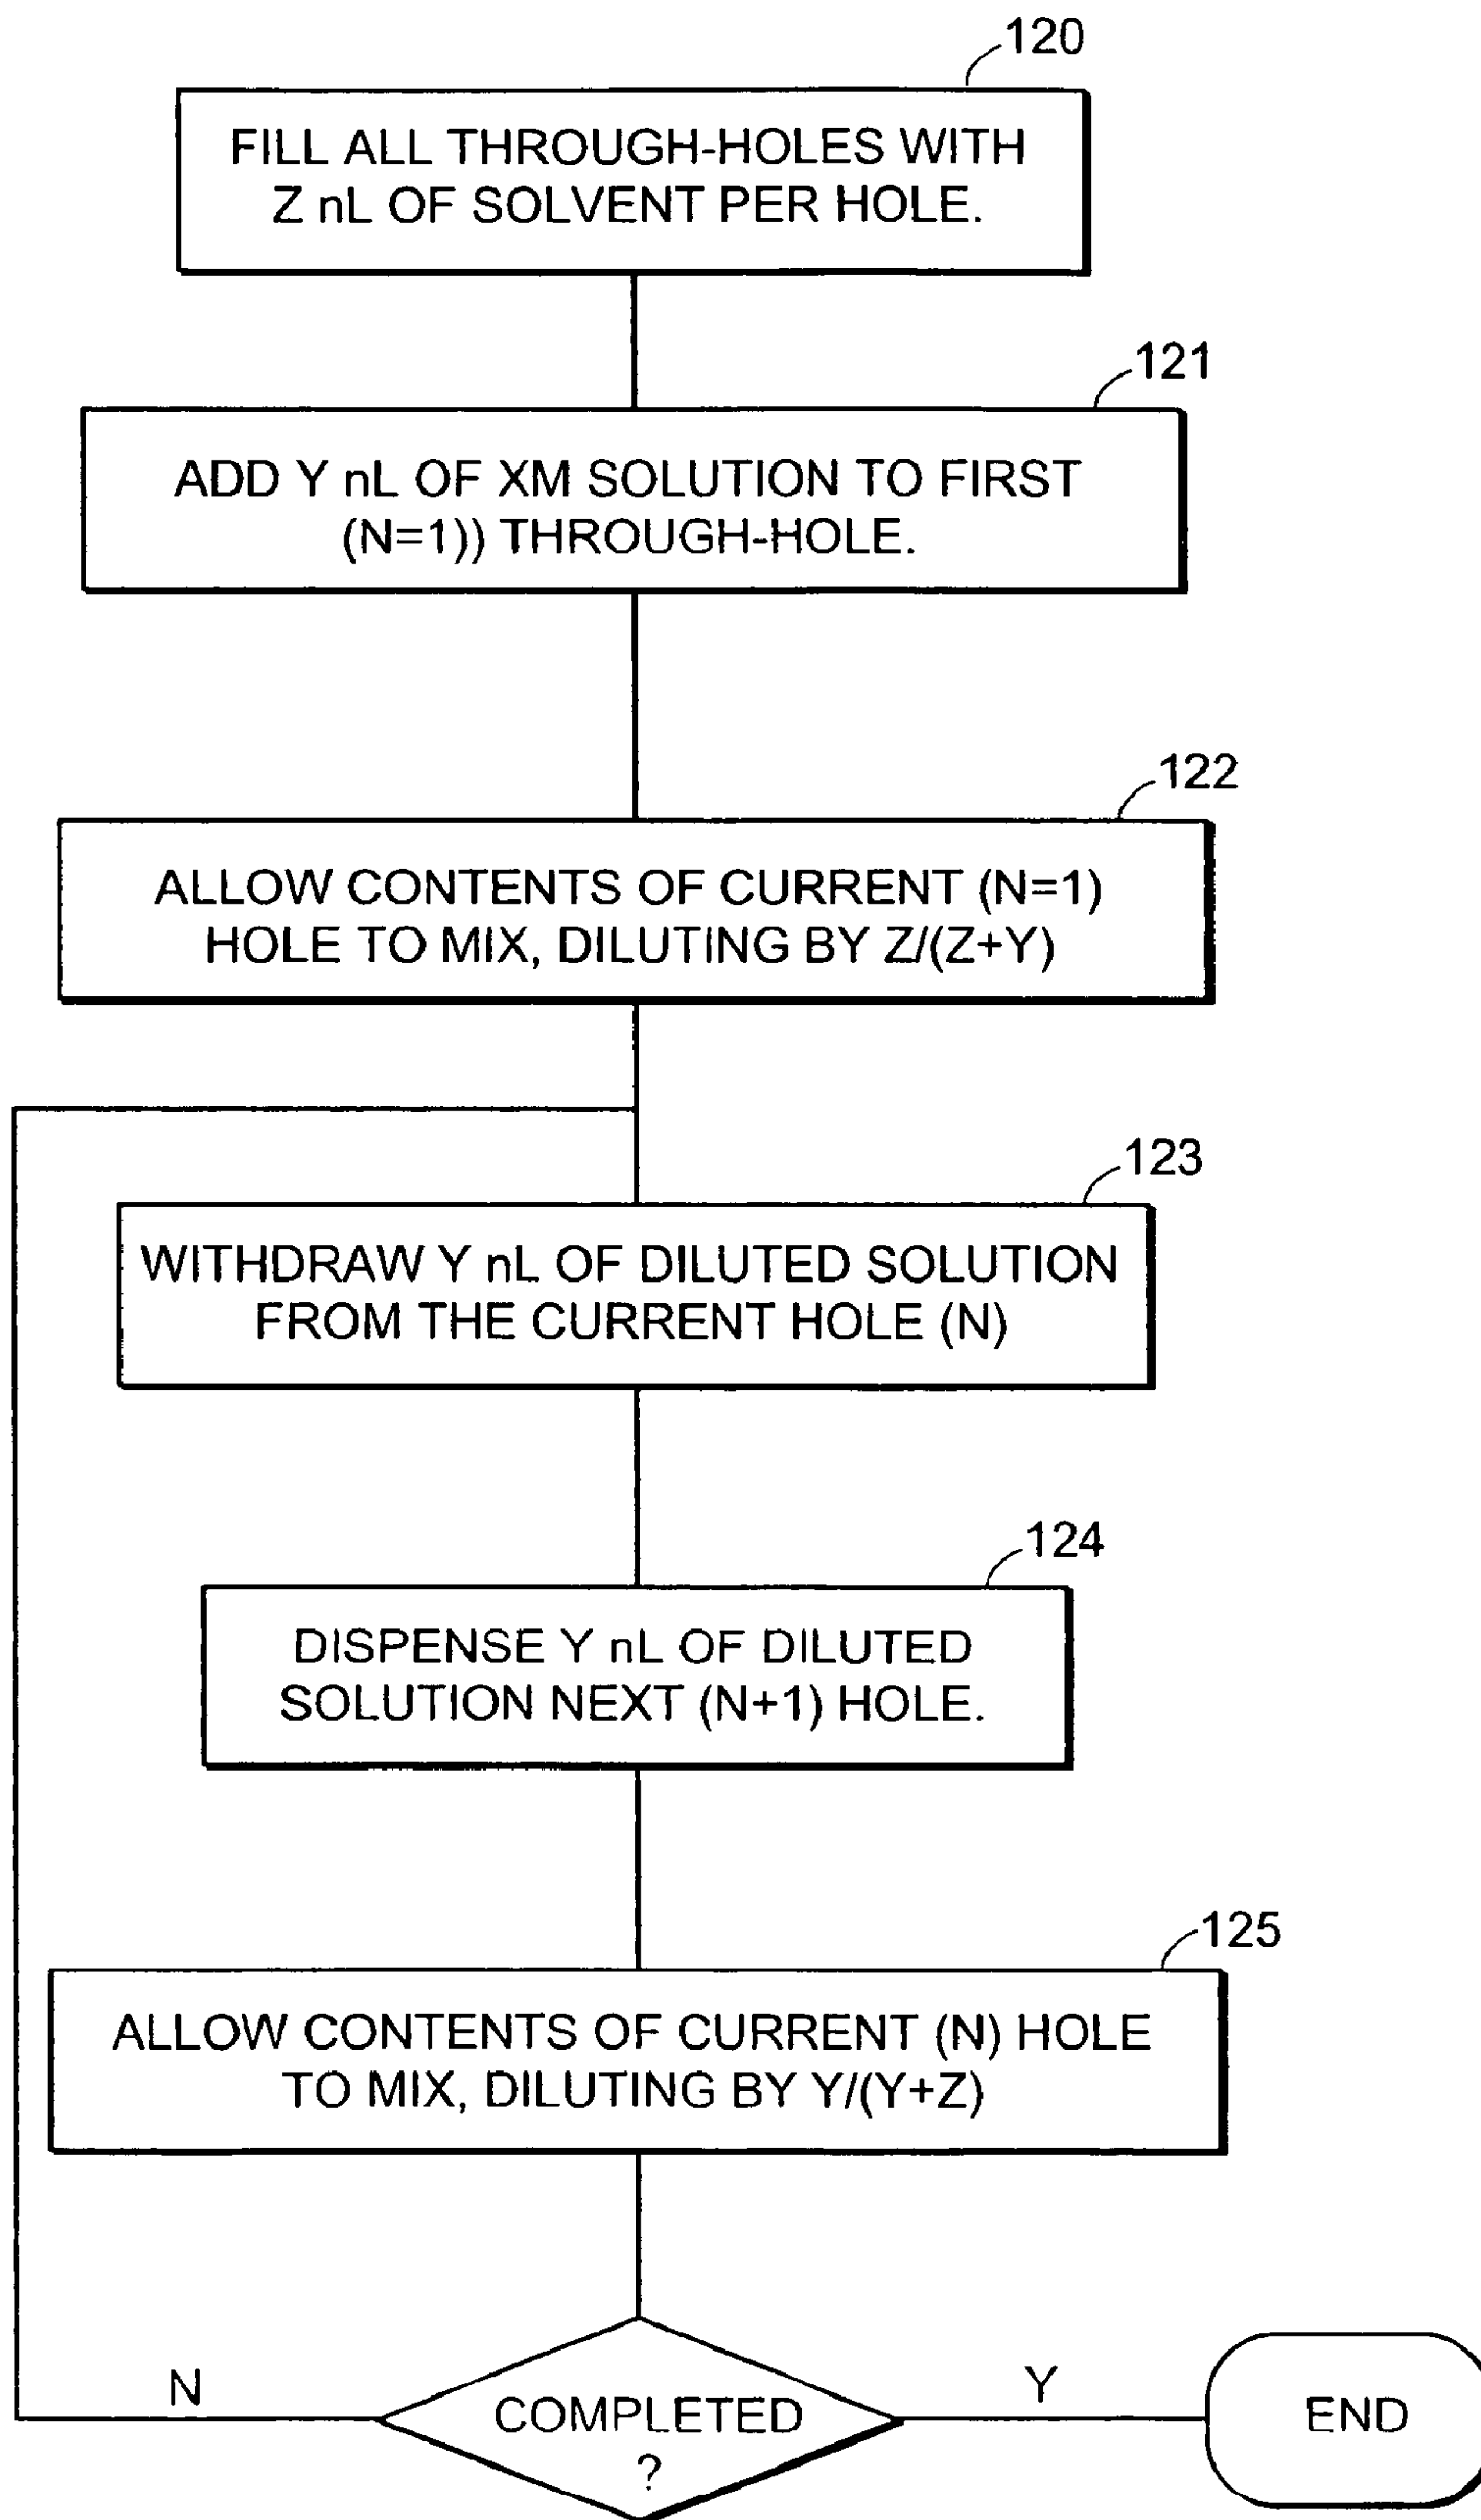 120
FILL ALL THROUGH-HOLES WITH
Z nL OF SOLVENT PER HOLE.
121
ADD Y nL OF XM SOLUTION TO FIRST
(N=1)) THROUGH-HOLE.
122
ALLOW CONTENTS OF CURRENT (N=1)
HOLE TO MIX, DILUTING BY Z/(Z+Y)
123
WITHDRAW Y nL OF DILUTED SOLUTION
FROM THE CURRENT HOLE (N)
124
DISPENSE Y nL OF DILUTED
SOLUTION NEXT (N+1) HOLE.
125
ALLOW CONTENTS OF CURRENT (N) HOLE
TO MIX, DILUTING BY Y/(Y+Z)
N
COMPLETED
?
Y
END